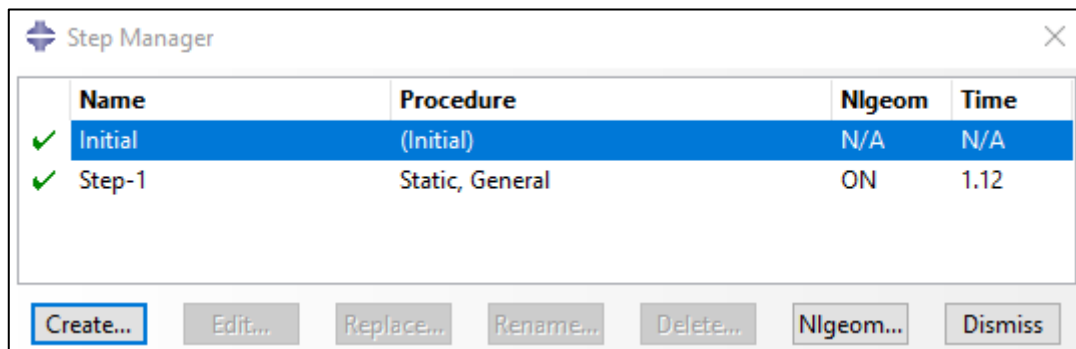 Step Manager
Name Procedure Nlgeom Time
Initial (Initial) N/A N/A
Step-1 Static, General ON 1.12
Create... Edit... Replace... Rename... Delete... Nlgeom... Dismiss